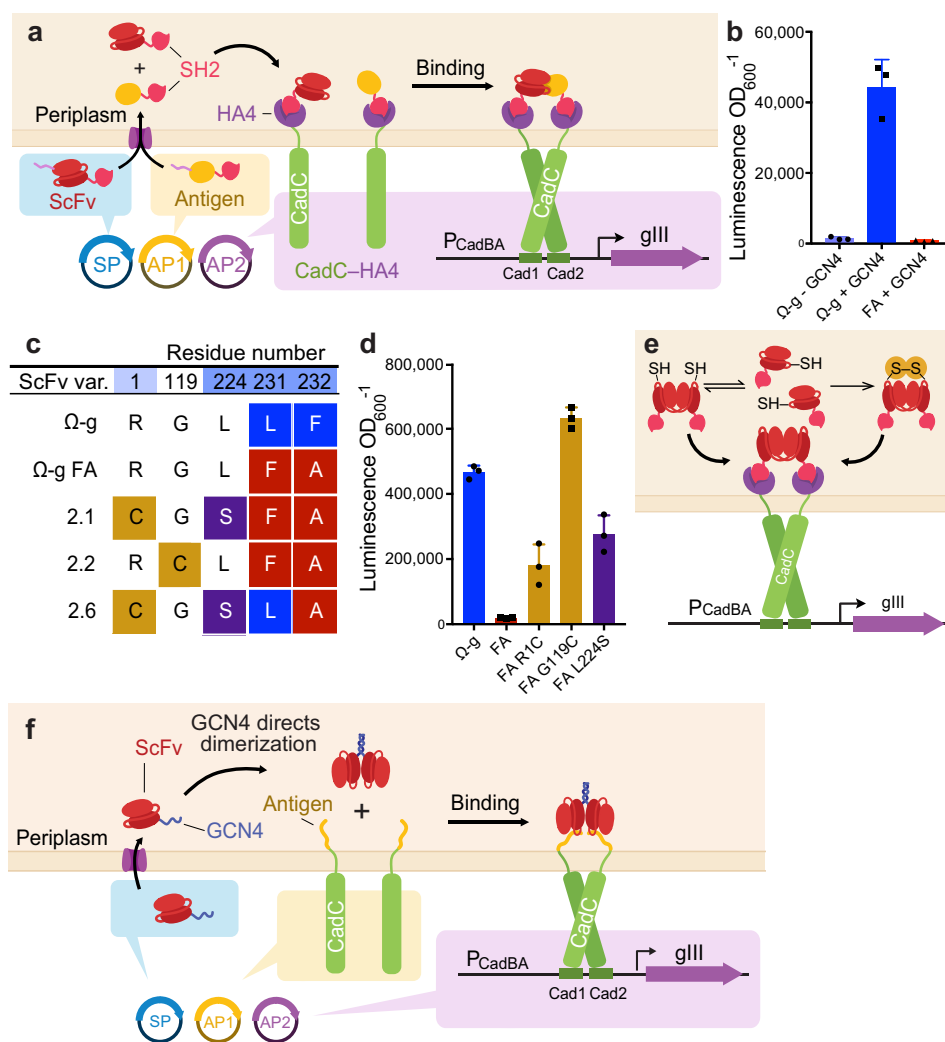 a
+
SH2
Periplasm
HA4
Binding
ScFv
Antigen
CadC
CadC
SP
AP1
AP2
CadC–HA4
PCadBA
Cad1
Cad2
gIII
b
Luminescence OD600-1
60,000
40,000
20,000
0
Ω-g - GCN4
Ω-g + GCN4
FA + GCN4
c
Residue number
ScFv var. 1 119 224 231 232
Ω-g R G L L F
Ω-g FA R G L F A
2.1 C G S F A
2.2 R C L F A
2.6 C G S L A
d
Luminescence OD600-1
800,000
600,000
400,000
200,000
0
Ω-g
FA
FA R1C
FA G119C
FA L224S
e
SH
SH
SH
SH
S–S
CadC
PCadBA
gIII
f
ScFv
GCN4 directs
dimerization
Antigen
+
Binding
GCN4
Periplasm
CadC
CadC
PCadBA
gIII
Cad1
Cad2
SP
AP1
AP2